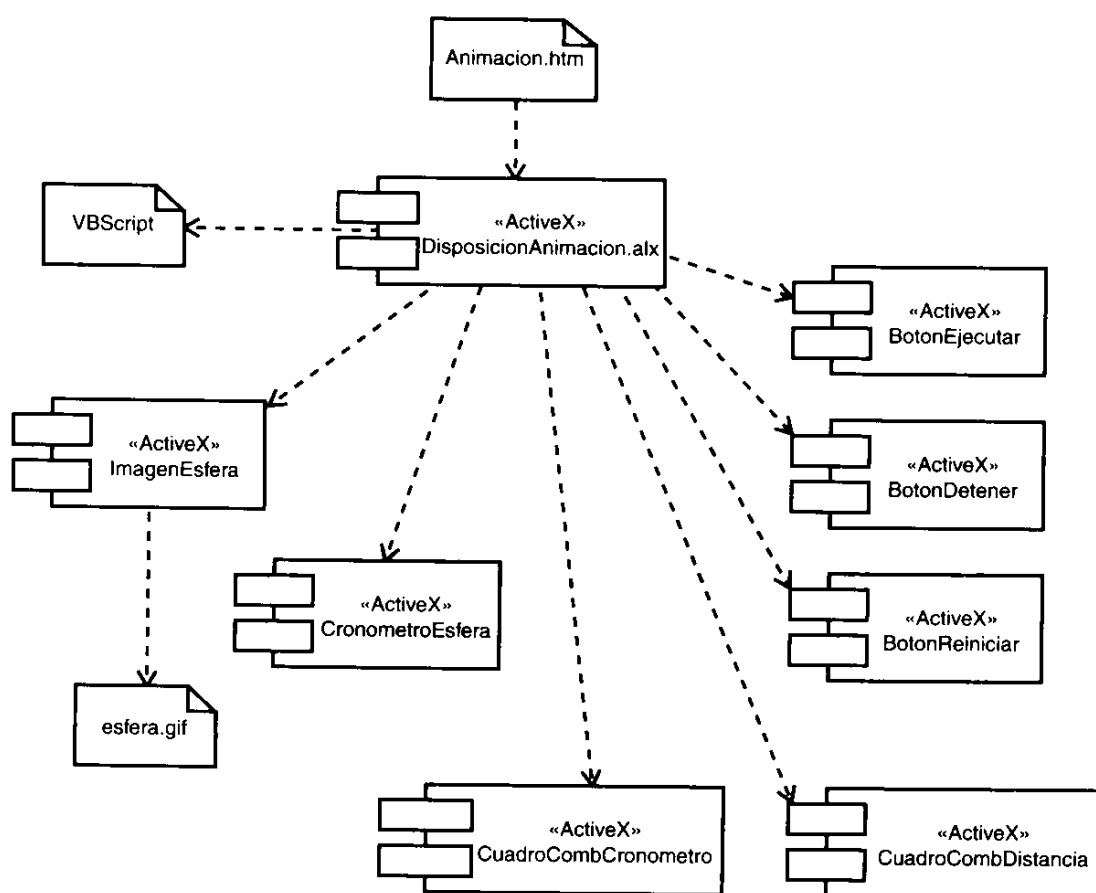 Animacion.htm
VBScript
«ActiveX»
DisposicionAnimacion.alx
«ActiveX»
BotonEjecutar
«ActiveX»
ImagenEsfera
«ActiveX»
BotonDetener
«ActiveX»
CronometroEsfera
«ActiveX»
BotonReiniciar
esfera.gif
«ActiveX»
CuadroCombCronometro
«ActiveX»
CuadroCombDistancia